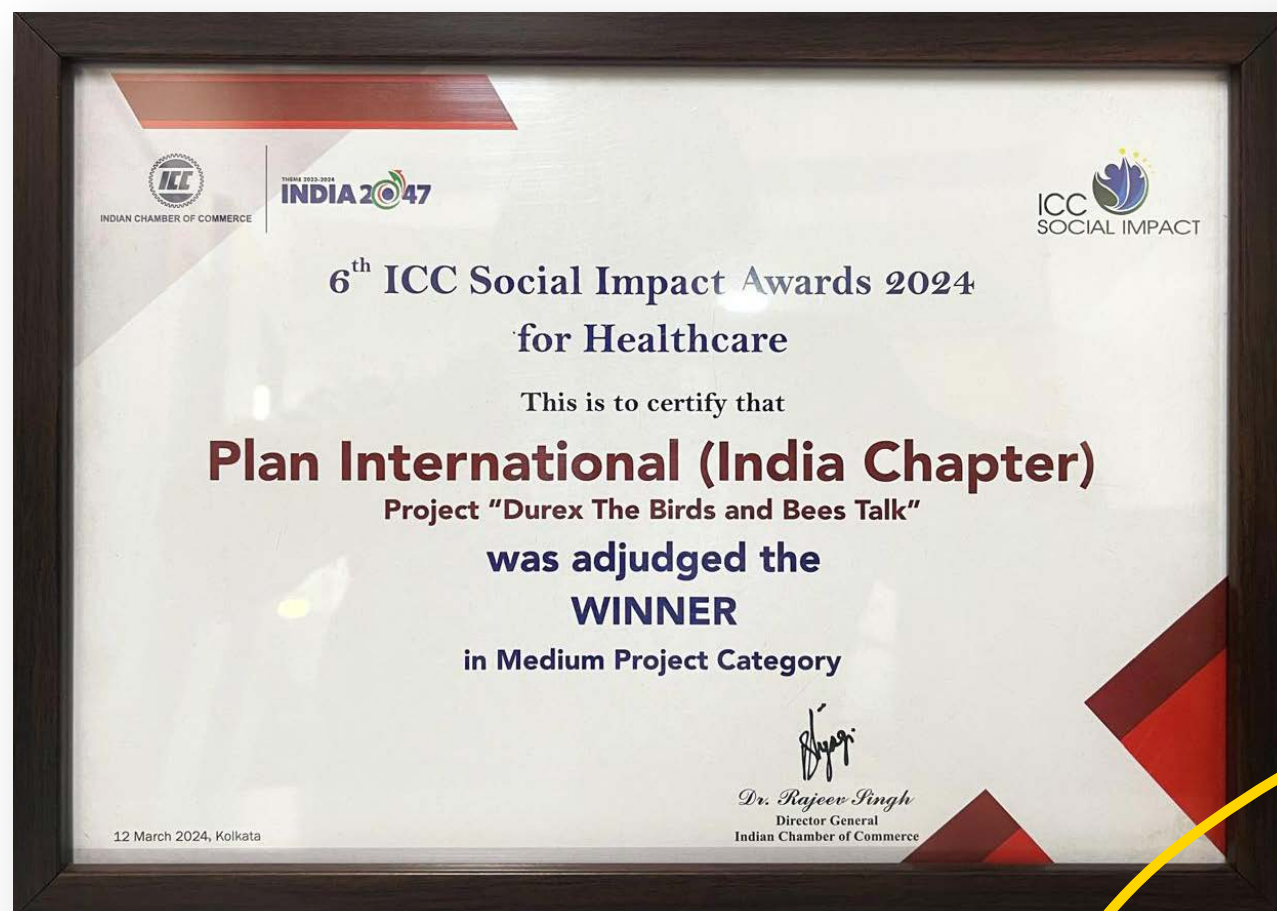 ICC
INDIAN CHAMBER OF COMMERCE
THEME 2023-2024
INDIA 2047
ICC
SOCIAL IMPACT
6th ICC Social Impact Awards 2024
for Healthcare
This is to certify that
Plan International (India Chapter)
Project “Durex The Birds and Bees Talk”
was adjudged the
WINNER
in Medium Project Category
Dr. Rajeev Singh
Director General
Indian Chamber of Commerce
12 March 2024, Kolkata